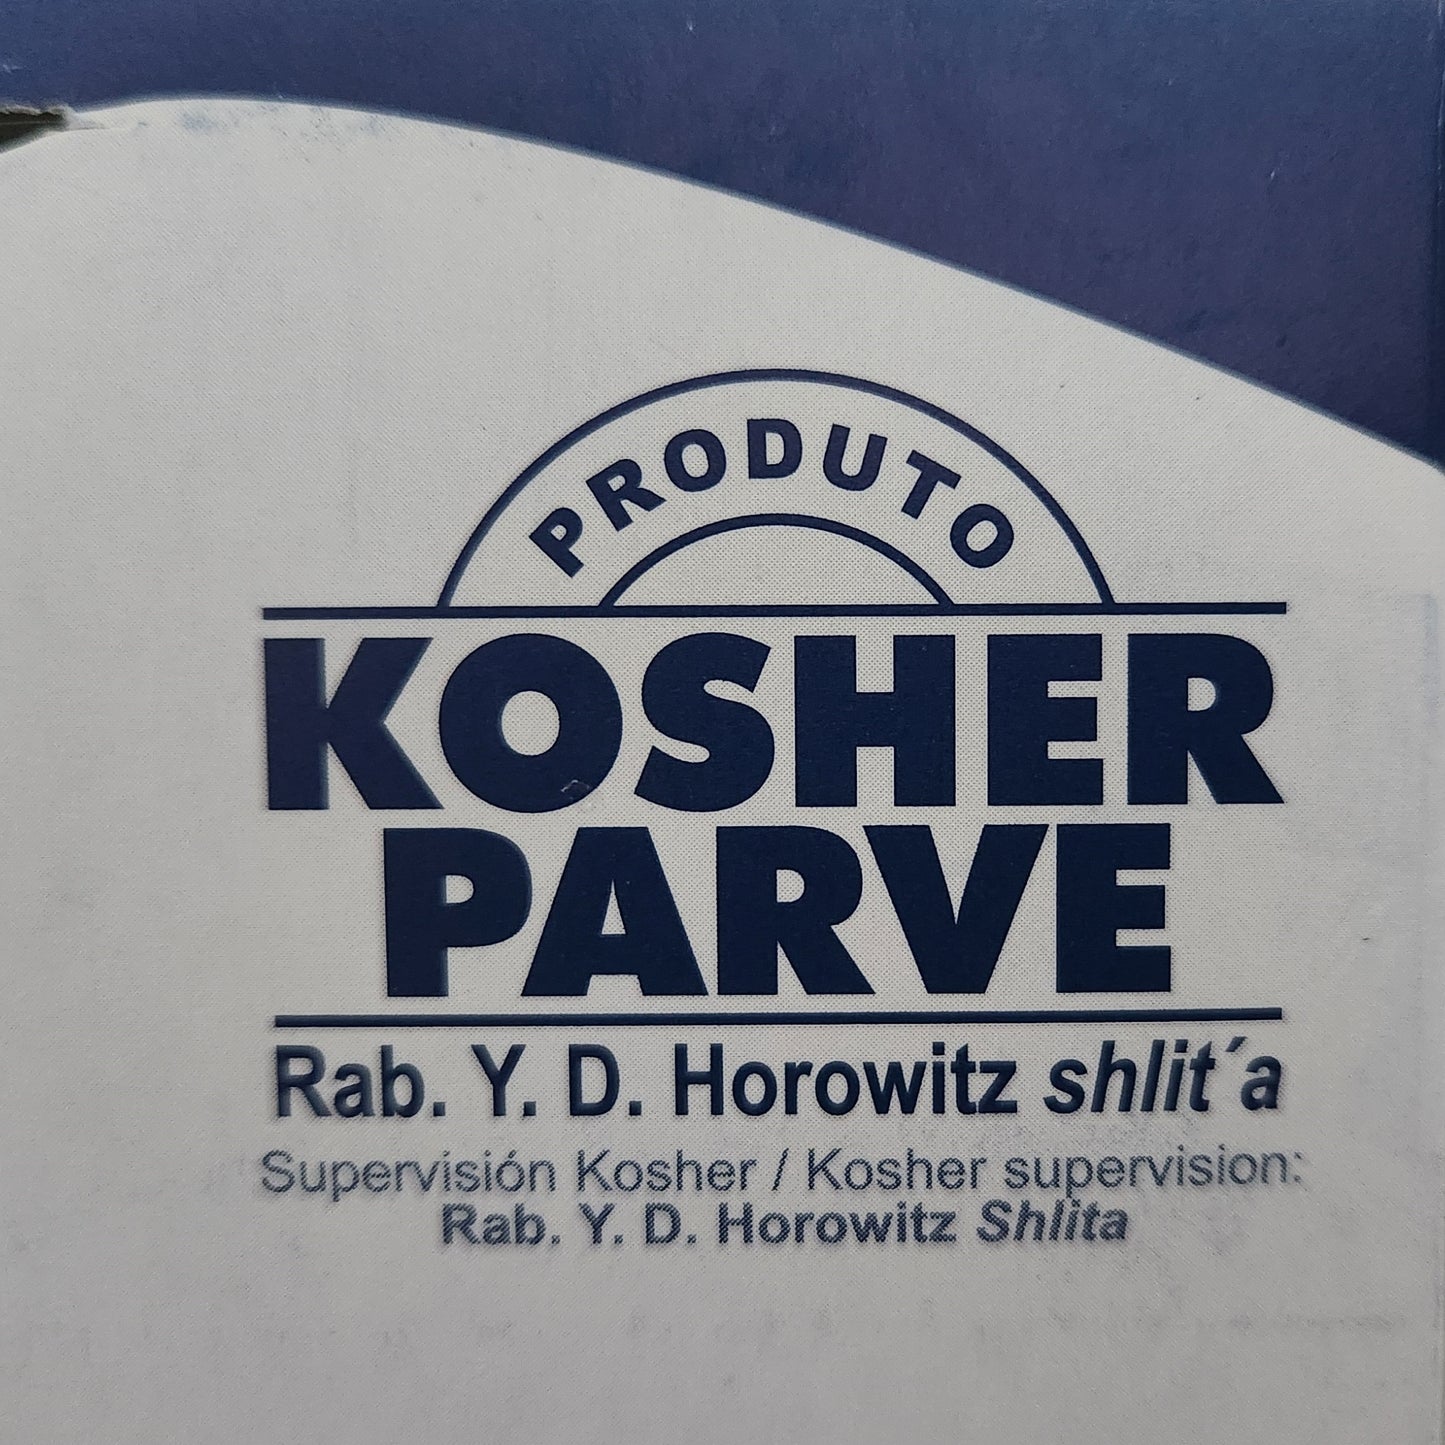 PRODUTO
KOSHER
PARVE
Rab. Y. D. Horowitz shlit´a
Supervisión Kosher / Kosher supervision:
Rab. Y. D. Horowitz Shlita